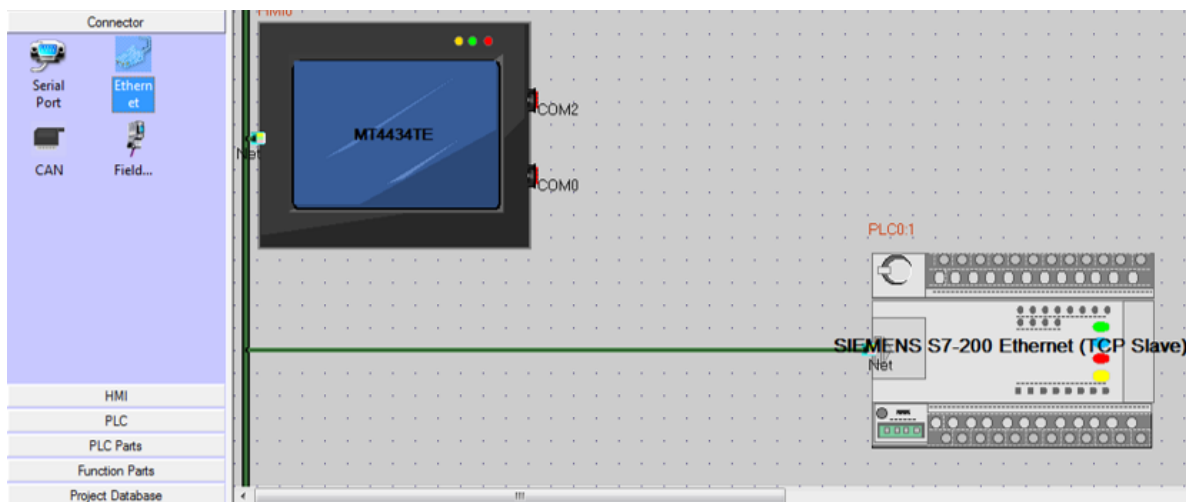 Connector
Serial
Port
Ethern
et
CAN
Field...
HMI
PLC
PLC Parts
Function Parts
Project Database
HMI0
MT4434TE
COM2
COM0
Net
PLC0:1
SIEMENS S7-200 Ethernet (TCP Slave)
Net